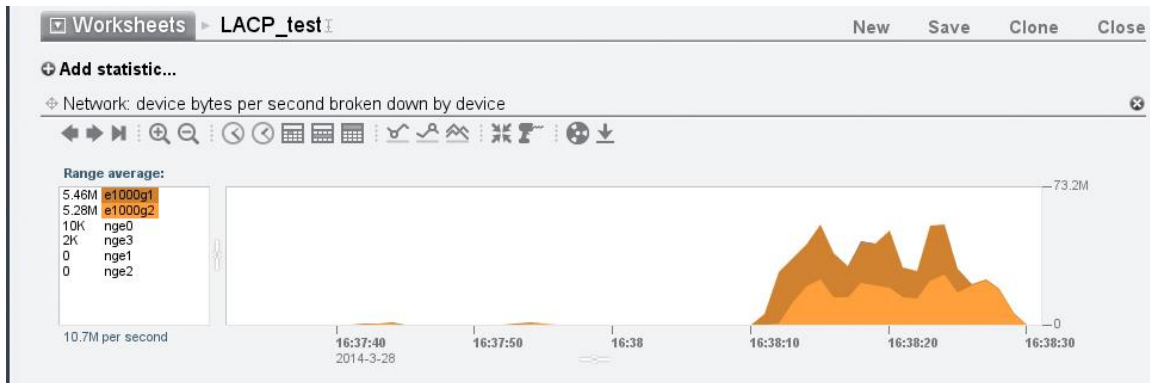 Worksheets LACP_test New Save Clone Close
Add statistic...
Network: device bytes per second broken down by device
Range average:
5.46M e1000g1
5.28M e1000g2
10K nge0
2K nge3
0 nge1
0 nge2
10.7M per second
73.2M
0
16:37:40 16:37:50 16:38 16:38:10 16:38:20 16:38:30
2014-3-28